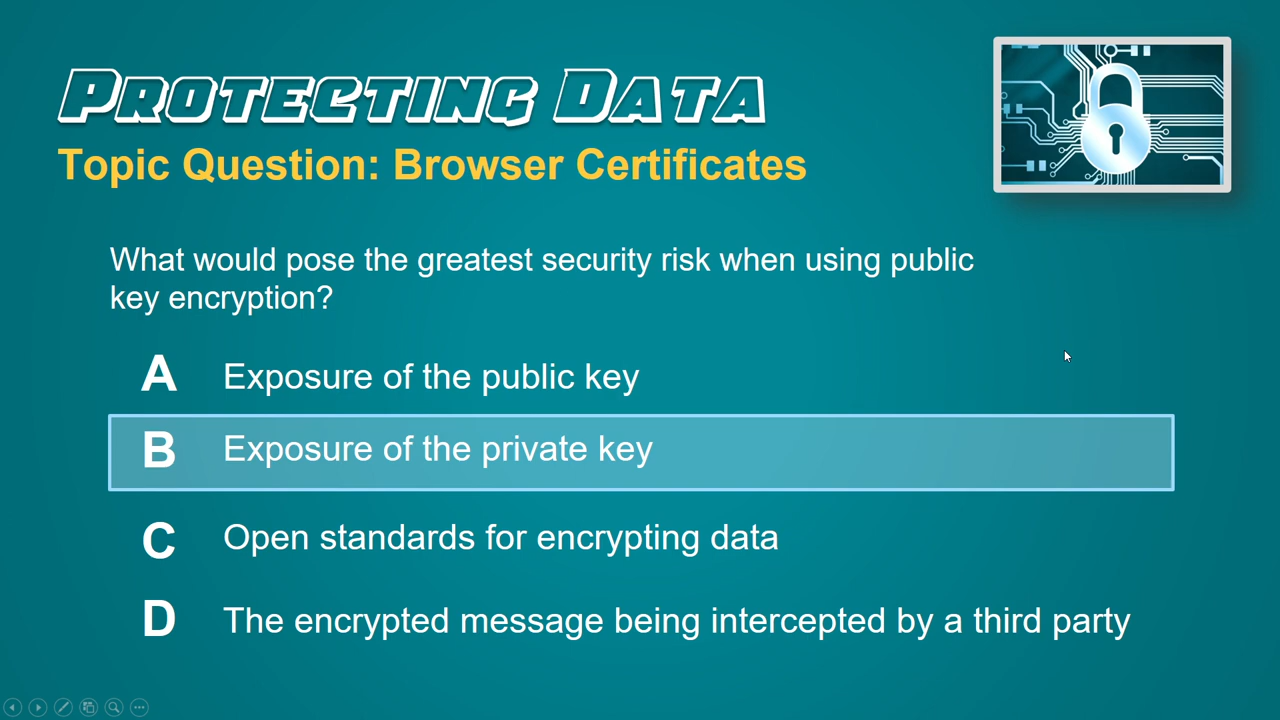 Protecting Data
Topic Question: Browser Certificates
What would pose the greatest security risk when using public
key encryption?
A Exposure of the public key
B Exposure of the private key
C Open standards for encrypting data
D The encrypted message being intercepted by a third party